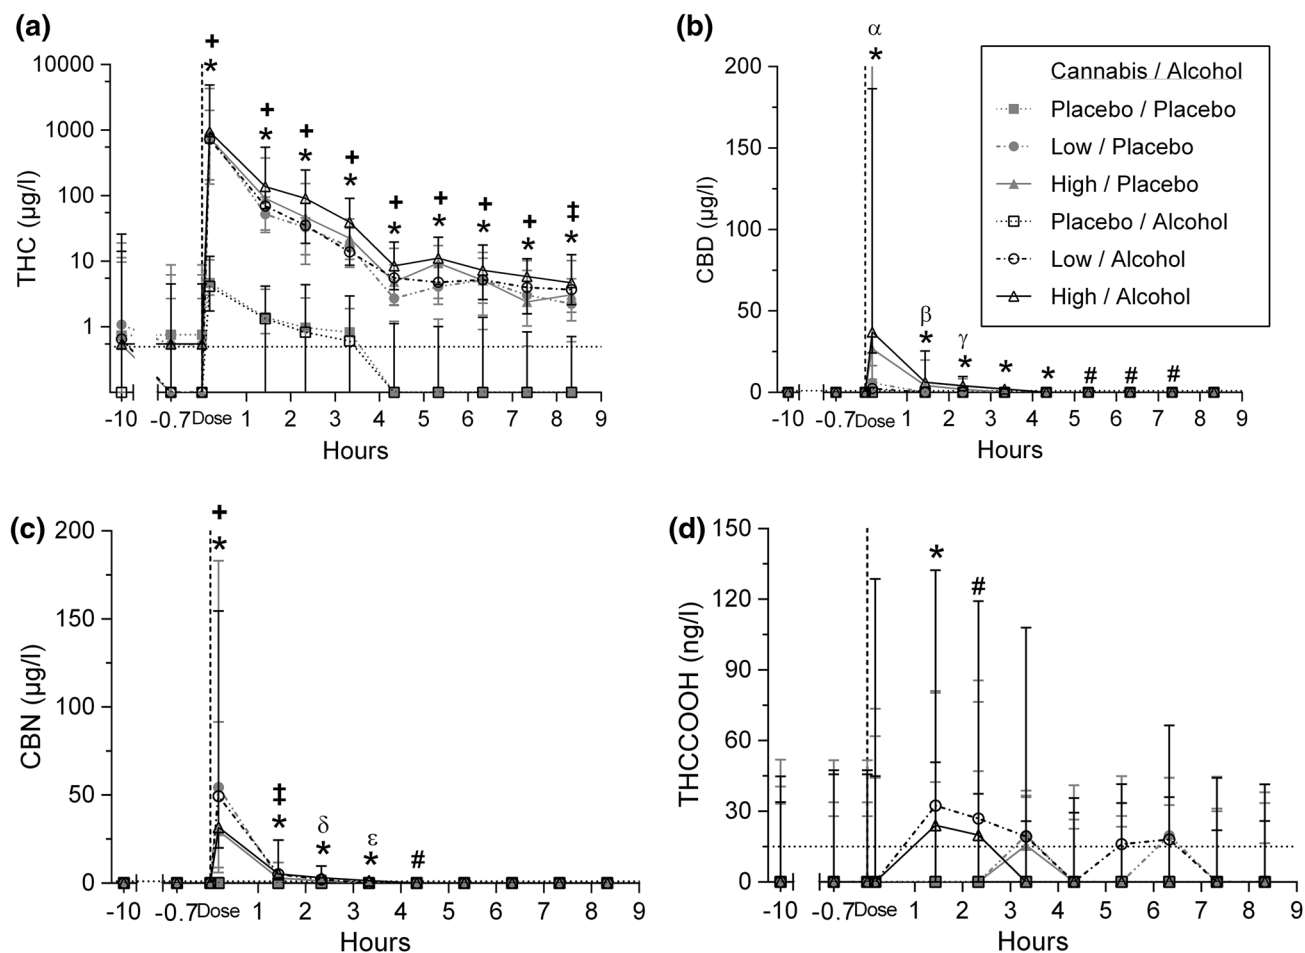 (a)
THC (µg/l)
10000
1000
100
10
1
+ + + + + + + + ‡
* * * * * * * * *
-10 -0.7 Dose 1 2 3 4 5 6 7 8 9
Hours
(b)
CBD (µg/l)
200
150
100
50
0
α β γ
* * * * * # # #
-10 -0.7 Dose 1 2 3 4 5 6 7 8 9
Hours
Cannabis / Alcohol
Placebo / Placebo
Low / Placebo
High / Placebo
Placebo / Alcohol
Low / Alcohol
High / Alcohol
(c)
CBN (µg/l)
200
150
100
50
0
+ ‡ δ ε
* * * * #
-10 -0.7 Dose 1 2 3 4 5 6 7 8 9
Hours
(d)
THCCOOH (ng/l)
150
120
90
60
30
0
* #
-10 -0.7 Dose 1 2 3 4 5 6 7 8 9
Hours